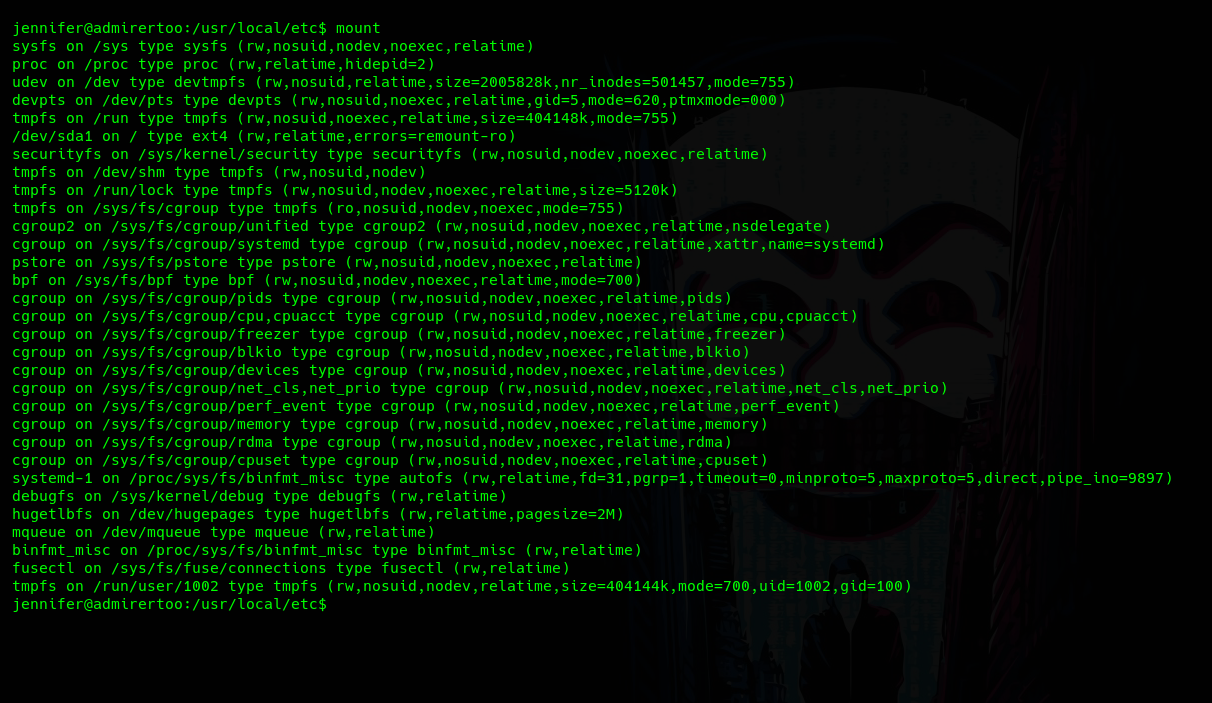 jennifer@admirertoo:/usr/local/etc$ mount
sysfs on /sys type sysfs (rw,nosuid,nodev,noexec,relatime)
proc on /proc type proc (rw,relatime,hidepid=2)
udev on /dev type devtmpfs (rw,nosuid,relatime,size=2005828k,nr_inodes=501457,mode=755)
devpts on /dev/pts type devpts (rw,nosuid,noexec,relatime,gid=5,mode=620,ptmxmode=000)
tmpfs on /run type tmpfs (rw,nosuid,noexec,relatime,size=404148k,mode=755)
/dev/sda1 on / type ext4 (rw,relatime,errors=remount-ro)
securityfs on /sys/kernel/security type securityfs (rw,nosuid,nodev,noexec,relatime)
tmpfs on /dev/shm type tmpfs (rw,nosuid,nodev)
tmpfs on /run/lock type tmpfs (rw,nosuid,nodev,noexec,relatime,size=5120k)
tmpfs on /sys/fs/cgroup type tmpfs (ro,nosuid,nodev,noexec,mode=755)
cgroup2 on /sys/fs/cgroup/unified type cgroup2 (rw,nosuid,nodev,noexec,relatime,nsdelegate)
cgroup on /sys/fs/cgroup/systemd type cgroup (rw,nosuid,nodev,noexec,relatime,xattr,name=systemd)
pstore on /sys/fs/pstore type pstore (rw,nosuid,nodev,noexec,relatime)
bpf on /sys/fs/bpf type bpf (rw,nosuid,nodev,noexec,relatime,mode=700)
cgroup on /sys/fs/cgroup/pids type cgroup (rw,nosuid,nodev,noexec,relatime,pids)
cgroup on /sys/fs/cgroup/cpu,cpuacct type cgroup (rw,nosuid,nodev,noexec,relatime,cpu,cpuacct)
cgroup on /sys/fs/cgroup/freezer type cgroup (rw,nosuid,nodev,noexec,relatime,freezer)
cgroup on /sys/fs/cgroup/blkio type cgroup (rw,nosuid,nodev,noexec,relatime,blkio)
cgroup on /sys/fs/cgroup/devices type cgroup (rw,nosuid,nodev,noexec,relatime,devices)
cgroup on /sys/fs/cgroup/net_cls,net_prio type cgroup (rw,nosuid,nodev,noexec,relatime,net_cls,net_prio)
cgroup on /sys/fs/cgroup/perf_event type cgroup (rw,nosuid,nodev,noexec,relatime,perf_event)
cgroup on /sys/fs/cgroup/memory type cgroup (rw,nosuid,nodev,noexec,relatime,memory)
cgroup on /sys/fs/cgroup/rdma type cgroup (rw,nosuid,nodev,noexec,relatime,rdma)
cgroup on /sys/fs/cgroup/cpuset type cgroup (rw,nosuid,nodev,noexec,relatime,cpuset)
systemd-1 on /proc/sys/fs/binfmt_misc type autofs (rw,relatime,fd=31,pgrp=1,timeout=0,minproto=5,maxproto=5,direct,pipe_ino=9897)
debugfs on /sys/kernel/debug type debugfs (rw,relatime)
hugetlbfs on /dev/hugepages type hugetlbfs (rw,relatime,pagesize=2M)
mqueue on /dev/mqueue type mqueue (rw,relatime)
binfmt_misc on /proc/sys/fs/binfmt_misc type binfmt_misc (rw,relatime)
fusectl on /sys/fs/fuse/connections type fusectl (rw,relatime)
tmpfs on /run/user/1002 type tmpfs (rw,nosuid,nodev,relatime,size=404144k,mode=700,uid=1002,gid=100)
jennifer@admirertoo:/usr/local/etc$